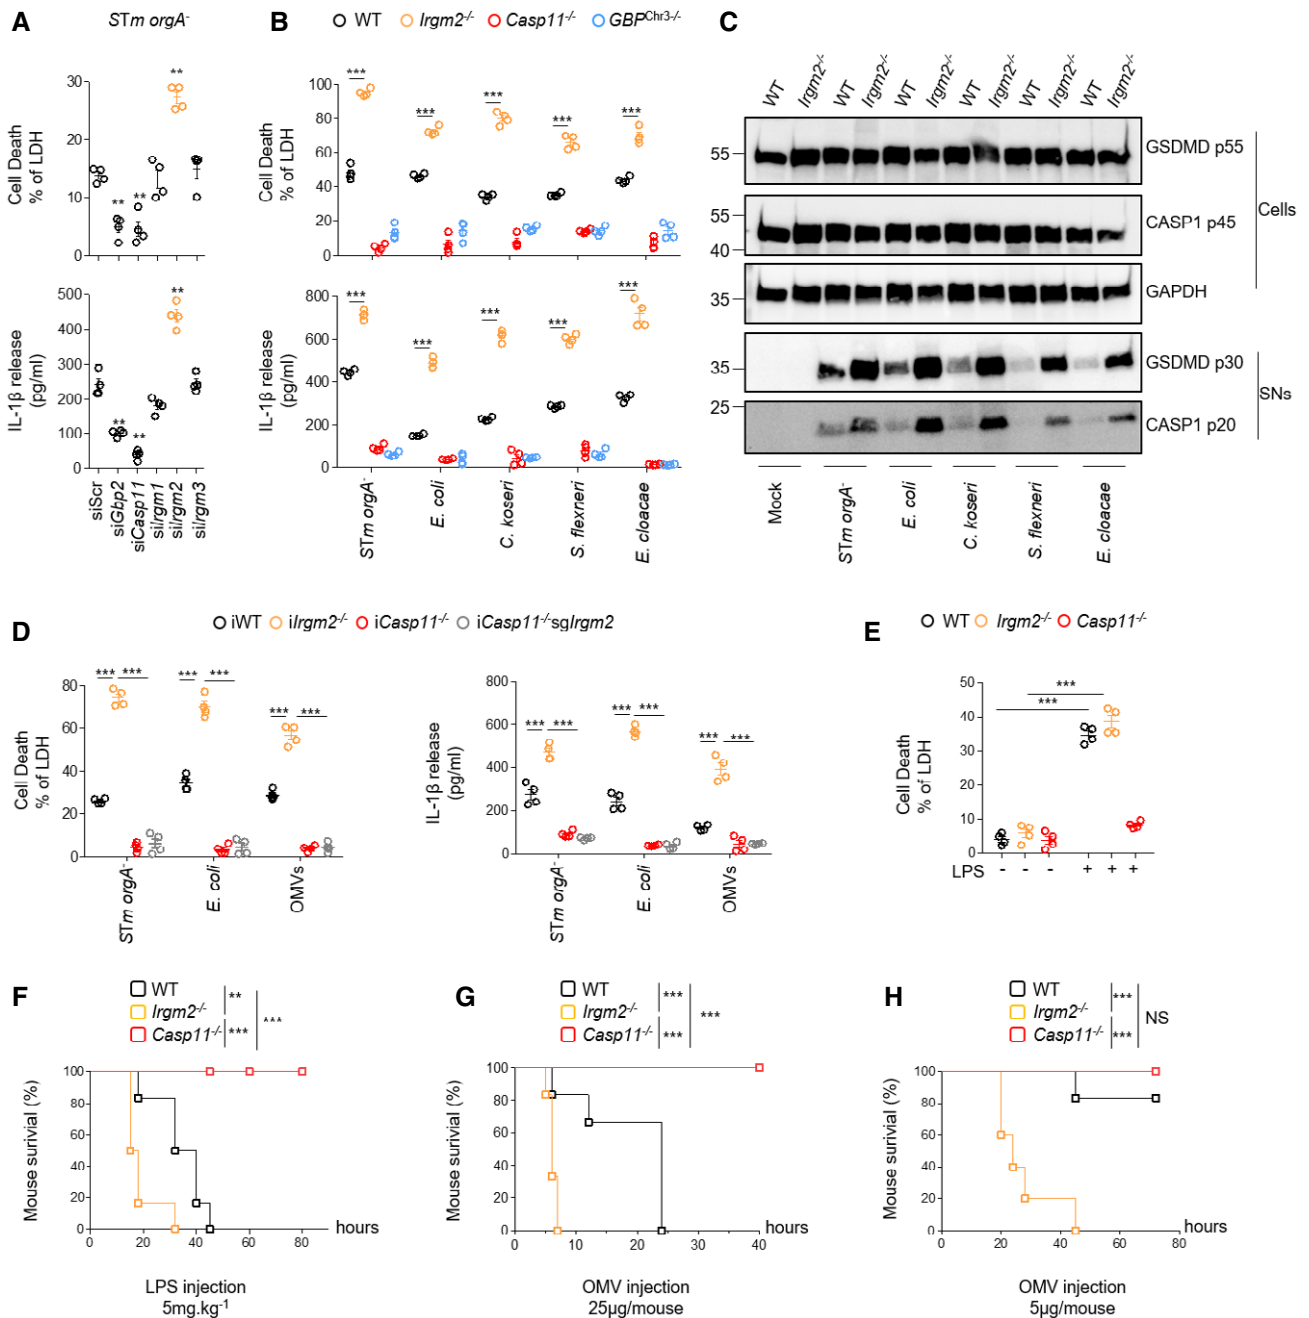 A
STm orgA-
Cell Death
% of LDH
30
20
10
0
**
**
**
IL-1β release
(pg/ml)
500
400
300
200
100
0
**
**
**
siScr
siGbp2
siCasp11
siIrgm1
siIrgm2
siIrgm3
B
WT Irgm2-/- Casp11-/- GBPChr3-/-
Cell Death
% of LDH
100
80
60
40
20
0
*** *** *** *** ***
IL-1β release
(pg/ml)
800
600
400
200
0
*** *** *** *** ***
STm orgA-
E. coli
C. koseri
S. flexneri
E. cloacae
C
WT Irgm2-/- WT Irgm2-/- WT Irgm2-/- WT Irgm2-/- WT Irgm2-/- WT Irgm2-/-
55 GSDMD p55
55
40 CASP1 p45
35 GAPDH
Cells
35 GSDMD p30
25 CASP1 p20
SNs
Mock
STm orgA-
E. coli
C. koseri
S. flexneri
E. cloacae
D
iWT iIrgm2-/- iCasp11-/- iCasp11-/-sgIrgm2
Cell Death
% of LDH
80
60
40
20
0
*** *** *** *** *** ***
STm orgA-
E. coli
OMVs
IL-1β release
(pg/ml)
800
600
400
200
0
*** *** *** *** *** ***
STm orgA-
E. coli
OMVs
E
WT Irgm2-/- Casp11-/-
Cell Death
% of LDH
50
40
30
20
10
0
***
***
LPS - - - + + +
F
WT
Irgm2-/-
Casp11-/-
**
***
***
Mouse surivial (%)
100
80
60
40
20
0
0 20 40 60 80
hours
LPS injection
5mg.kg-1
G
WT
Irgm2-/-
Casp11-/-
***
***
***
Mouse surivial (%)
100
80
60
40
20
0
0 10 20 30 40
hours
OMV injection
25µg/mouse
H
WT
Irgm2-/-
Casp11-/-
***
***
NS
Mouse surivial (%)
100
80
60
40
20
0
0 20 40 60 80
hours
OMV injection
5µg/mouse